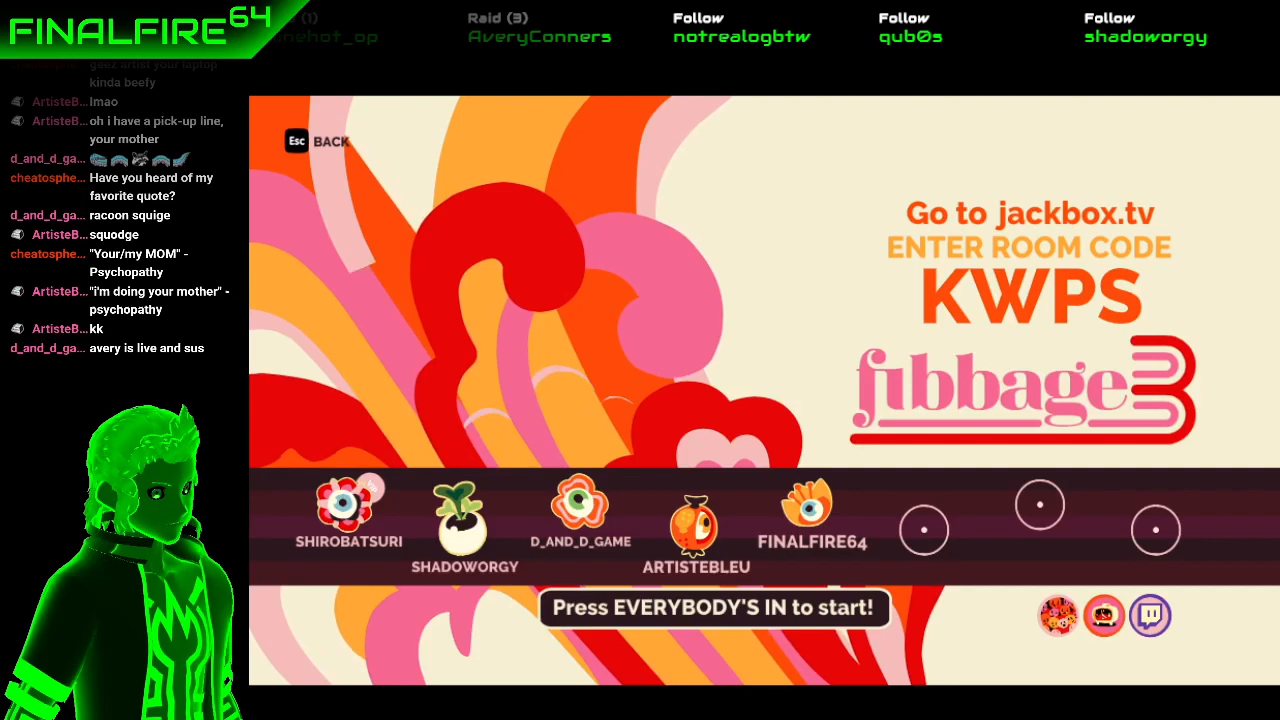 FINALFIRE64
(1)
Raid (3)
AveryConners
Follow
notrealogbtw
Follow
qub0s
Follow
shadoworgy
geez artist your laptop
kinda beefy
ArtisteB... lmao
ArtisteB... oh i have a pick-up line,
your mother
d_and_d_ga...
cheatosphe... Have you heard of my
favorite quote?
d_and_d_ga... racoon squige
ArtisteB... squodge
cheatosphe... "Your/my MOM" -
Psychopathy
ArtisteB... "i'm doing your mother" -
psychopathy
ArtisteB... kk
d_and_d_ga... avery is live and sus
Esc BACK
Go to jackbox.tv
ENTER ROOM CODE
KWPS
fibbage 3
VIP
SHIROBATSURI
SHADOWORGY
D_AND_D_GAME
ARTISTEBLEU
FINALFIRE64
Press EVERYBODY'S IN to start!